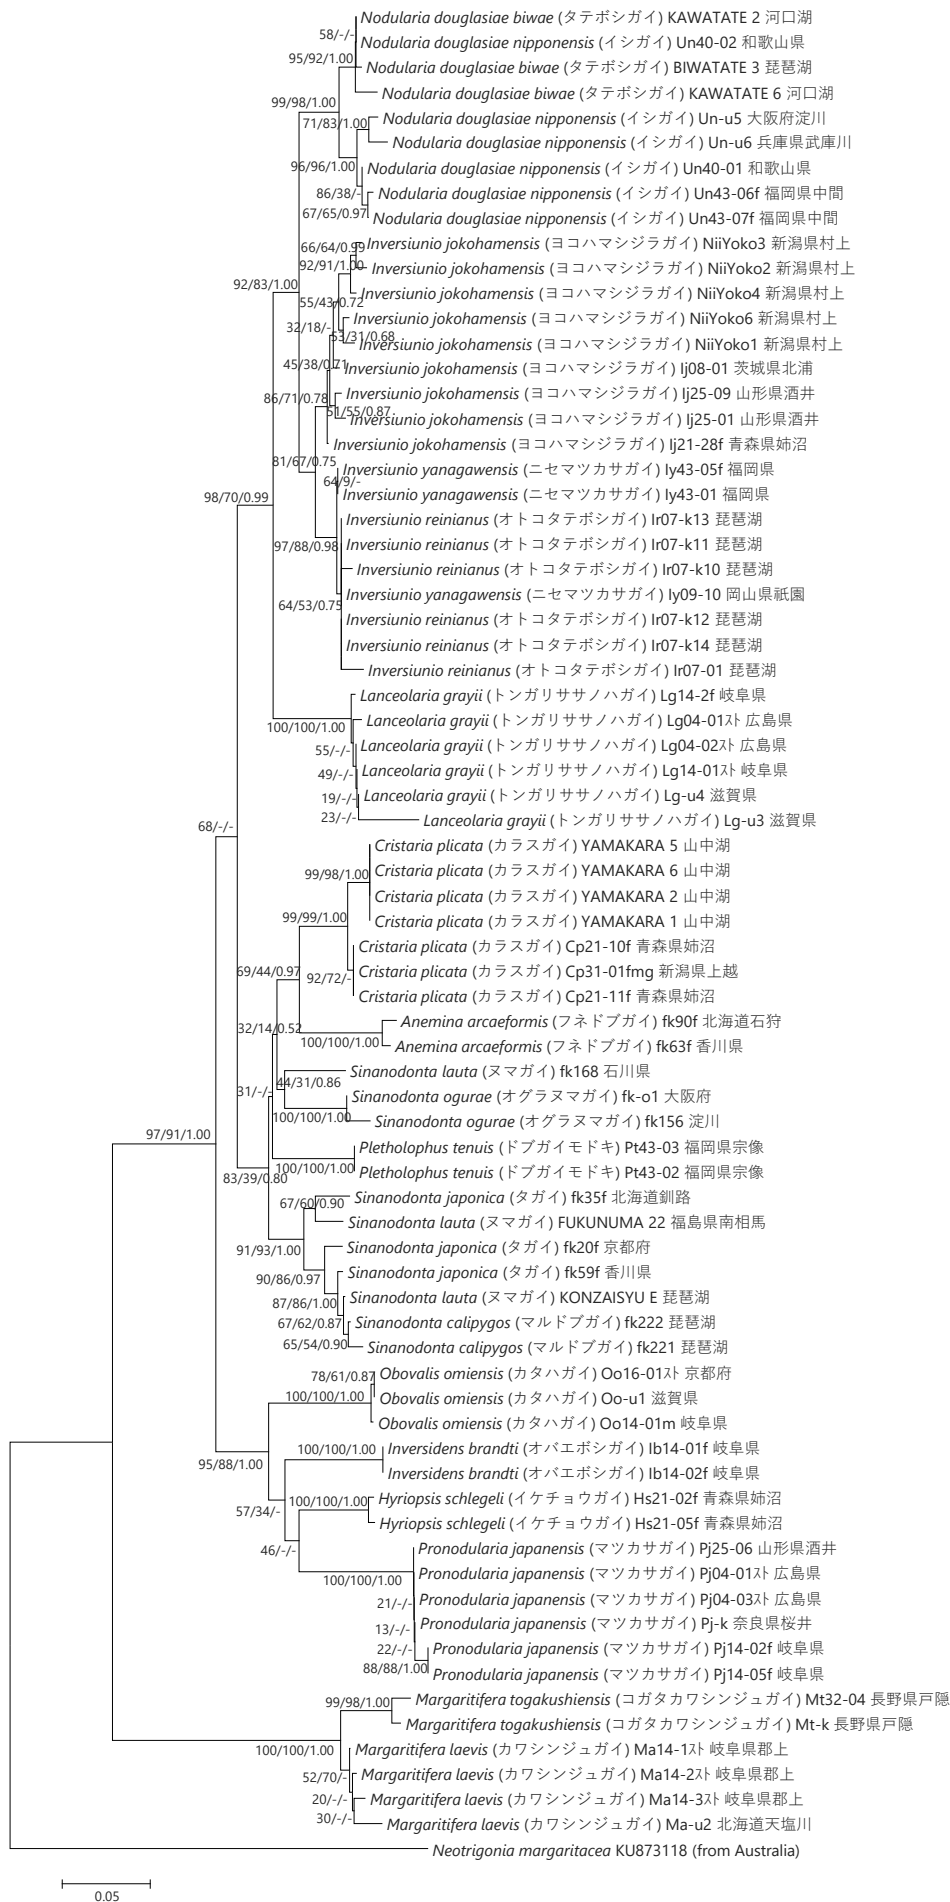 Nodularia douglasiae biwae (タテボシガイ) KAWATATE 2 河口湖
58/-/-
Nodularia douglasiae nipponensis (イシガイ) Un40-02 和歌山県
95/92/1.00
Nodularia douglasiae biwae (タテボシガイ) BIWATATE 3 琵琶湖
Nodularia douglasiae biwae (タテボシガイ) KAWATATE 6 河口湖
99/98/1.00
Nodularia douglasiae nipponensis (イシガイ) Un-u5 大阪府淀川
71/83/1.00
Nodularia douglasiae nipponensis (イシガイ) Un-u6 兵庫県武庫川
96/96/1.00
Nodularia douglasiae nipponensis (イシガイ) Un40-01 和歌山県
86/38/-
Nodularia douglasiae nipponensis (イシガイ) Un43-06f 福岡県中間
67/65/0.97
Nodularia douglasiae nipponensis (イシガイ) Un43-07f 福岡県中間
66/64/0.99
Inversiunio jokohamensis (ヨコハマシジラガイ) NiiYoko3 新潟県村上
92/91/1.00
Inversiunio jokohamensis (ヨコハマシジラガイ) NiiYoko2 新潟県村上
92/83/1.00
Inversiunio jokohamensis (ヨコハマシジラガイ) NiiYoko4 新潟県村上
55/43/0.72
Inversiunio jokohamensis (ヨコハマシジラガイ) NiiYoko6 新潟県村上
32/18/-
53/31/0.68
Inversiunio jokohamensis (ヨコハマシジラガイ) NiiYoko1 新潟県村上
45/38/0.71
Inversiunio jokohamensis (ヨコハマシジラガイ) Ij08-01 茨城県北浦
86/71/0.78
Inversiunio jokohamensis (ヨコハマシジラガイ) Ij25-09 山形県酒井
51/55/0.87
Inversiunio jokohamensis (ヨコハマシジラガイ) Ij25-01 山形県酒井
Inversiunio jokohamensis (ヨコハマシジラガイ) Ij21-28f 青森県姉沼
81/67/0.75
Inversiunio yanagawensis (ニセマツカサガイ) Iy43-05f 福岡県
64/9/-
Inversiunio yanagawensis (ニセマツカサガイ) Iy43-01 福岡県
98/70/0.99
Inversiunio reinianus (オトコタテボシガイ) Ir07-k13 琵琶湖
97/88/0.98
Inversiunio reinianus (オトコタテボシガイ) Ir07-k11 琵琶湖
Inversiunio reinianus (オトコタテボシガイ) Ir07-k10 琵琶湖
Inversiunio yanagawensis (ニセマツカサガイ) Iy09-10 岡山県祇園
64/53/0.75
Inversiunio reinianus (オトコタテボシガイ) Ir07-k12 琵琶湖
Inversiunio reinianus (オトコタテボシガイ) Ir07-k14 琵琶湖
Inversiunio reinianus (オトコタテボシガイ) Ir07-01 琵琶湖
Lanceolaria grayii (トンガリササノハガイ) Lg14-2f 岐阜県
100/100/1.00
Lanceolaria grayii (トンガリササノハガイ) Lg04-01ｽﾄ 広島県
55/-/-
Lanceolaria grayii (トンガリササノハガイ) Lg04-02ｽﾄ 広島県
49/-/-
Lanceolaria grayii (トンガリササノハガイ) Lg14-01ｽﾄ 岐阜県
19/-/-
Lanceolaria grayii (トンガリササノハガイ) Lg-u4 滋賀県
23/-/-
Lanceolaria grayii (トンガリササノハガイ) Lg-u3 滋賀県
68/-/-
Cristaria plicata (カラスガイ) YAMAKARA 5 山中湖
99/98/1.00
Cristaria plicata (カラスガイ) YAMAKARA 6 山中湖
Cristaria plicata (カラスガイ) YAMAKARA 2 山中湖
99/99/1.00
Cristaria plicata (カラスガイ) YAMAKARA 1 山中湖
Cristaria plicata (カラスガイ) Cp21-10f 青森県姉沼
69/44/0.97
92/72/-
Cristaria plicata (カラスガイ) Cp31-01fmg 新潟県上越
Cristaria plicata (カラスガイ) Cp21-11f 青森県姉沼
Anemina arcaeformis (フネドブガイ) fk90f 北海道石狩
32/14/0.52
100/100/1.00
Anemina arcaeformis (フネドブガイ) fk63f 香川県
Sinanodonta lauta (ヌマガイ) fk168 石川県
31/-/-
44/31/0.86
Sinanodonta ogurae (オグラヌマガイ) fk-o1 大阪府
100/100/1.00
Sinanodonta ogurae (オグラヌマガイ) fk156 淀川
97/91/1.00
Pletholophus tenuis (ドブガイモドキ) Pt43-03 福岡県宗像
100/100/1.00
Pletholophus tenuis (ドブガイモドキ) Pt43-02 福岡県宗像
83/39/0.80
67/60/0.90
Sinanodonta japonica (タガイ) fk35f 北海道釧路
Sinanodonta lauta (ヌマガイ) FUKUNUMA 22 福島県南相馬
91/93/1.00
Sinanodonta japonica (タガイ) fk20f 京都府
90/86/0.97
Sinanodonta japonica (タガイ) fk59f 香川県
87/86/1.00
Sinanodonta lauta (ヌマガイ) KONZAISYU E 琵琶湖
67/62/0.87
Sinanodonta calipygos (マルドブガイ) fk222 琵琶湖
65/54/0.90
Sinanodonta calipygos (マルドブガイ) fk221 琵琶湖
78/61/0.87
Obovalis omiensis (カタハガイ) Oo16-01ｽﾄ 京都府
100/100/1.00
Obovalis omiensis (カタハガイ) Oo-u1 滋賀県
Obovalis omiensis (カタハガイ) Oo14-01m 岐阜県
100/100/1.00
Inversidens brandti (オバエボシガイ) Ib14-01f 岐阜県
95/88/1.00
Inversidens brandti (オバエボシガイ) Ib14-02f 岐阜県
100/100/1.00
Hyriopsis schlegeli (イケチョウガイ) Hs21-02f 青森県姉沼
57/34/-
Hyriopsis schlegeli (イケチョウガイ) Hs21-05f 青森県姉沼
46/-/-
Pronodularia japanensis (マツカサガイ) Pj25-06 山形県酒井
100/100/1.00
Pronodularia japanensis (マツカサガイ) Pj04-01ｽﾄ 広島県
21/-/-
Pronodularia japanensis (マツカサガイ) Pj04-03ｽﾄ 広島県
13/-/-
Pronodularia japanensis (マツカサガイ) Pj-k 奈良県桜井
22/-/-
Pronodularia japanensis (マツカサガイ) Pj14-02f 岐阜県
88/88/1.00
Pronodularia japanensis (マツカサガイ) Pj14-05f 岐阜県
99/98/1.00
Margaritifera togakushiensis (コガタカワシンジュガイ) Mt32-04 長野県戸隠
Margaritifera togakushiensis (コガタカワシンジュガイ) Mt-k 長野県戸隠
100/100/1.00
Margaritifera laevis (カワシンジュガイ) Ma14-1ｽﾄ 岐阜県郡上
52/70/-
Margaritifera laevis (カワシンジュガイ) Ma14-2ｽﾄ 岐阜県郡上
20/-/-
Margaritifera laevis (カワシンジュガイ) Ma14-3ｽﾄ 岐阜県郡上
30/-/-
Margaritifera laevis (カワシンジュガイ) Ma-u2 北海道天塩川
Neotrigonia margaritacea KU873118 (from Australia)
0.05